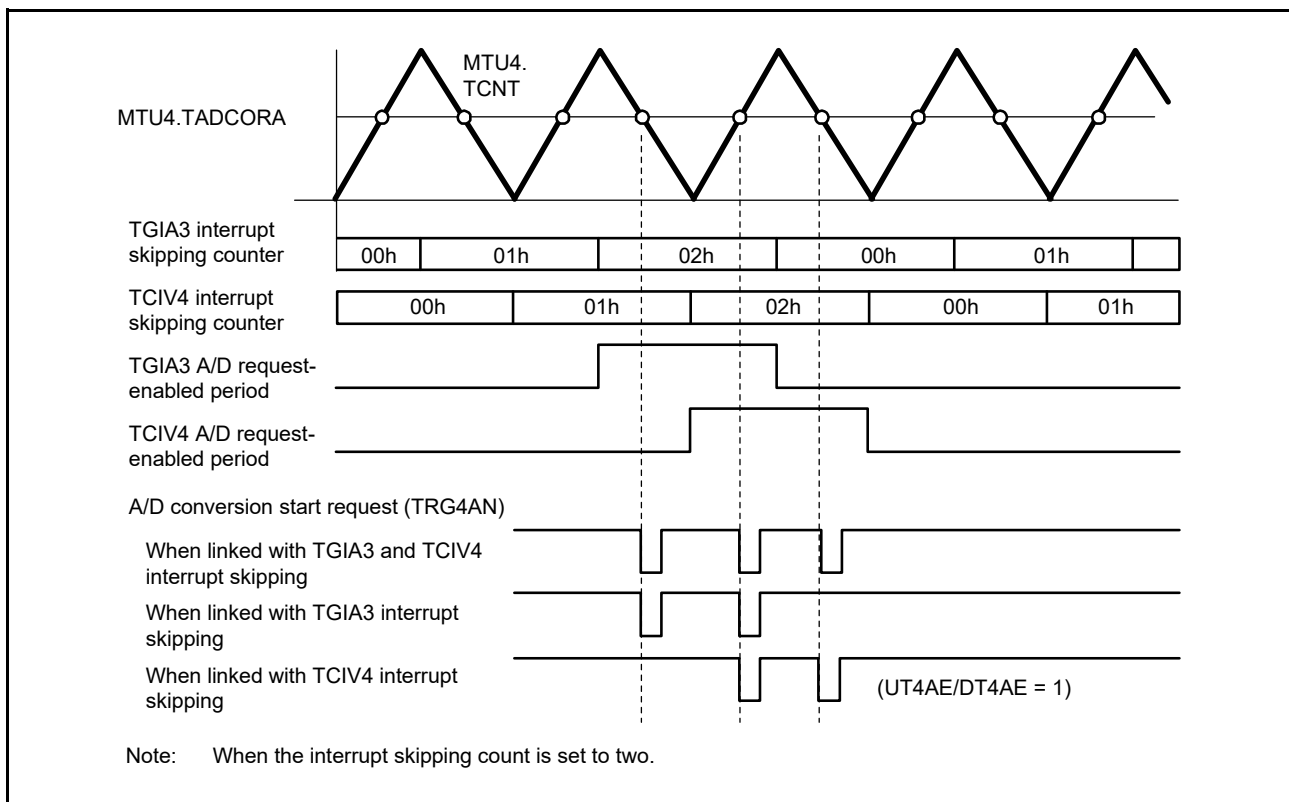 MTU4.
TCNT
MTU4.TADCORA
TGIA3 interrupt
skipping counter
00h 01h 02h 00h 01h
TCIV4 interrupt
skipping counter
00h 01h 02h 00h 01h
TGIA3 A/D request-
enabled period
TCIV4 A/D request-
enabled period
A/D conversion start request (TRG4AN)
When linked with TGIA3 and TCIV4
interrupt skipping
When linked with TGIA3 interrupt
skipping
When linked with TCIV4 interrupt
skipping
(UT4AE/DT4AE = 1)
Note: When the interrupt skipping count is set to two.